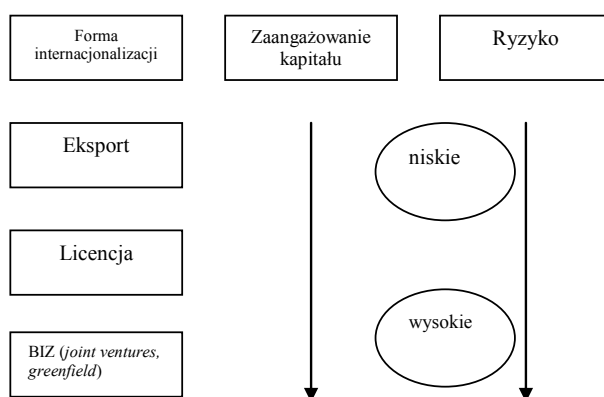 Forma
internacjonalizacji
Zaangażowanie
kapitału
Ryzyko
Eksport
niskie
Licencja
wysokie
BIZ (joint ventures,
greenfield)